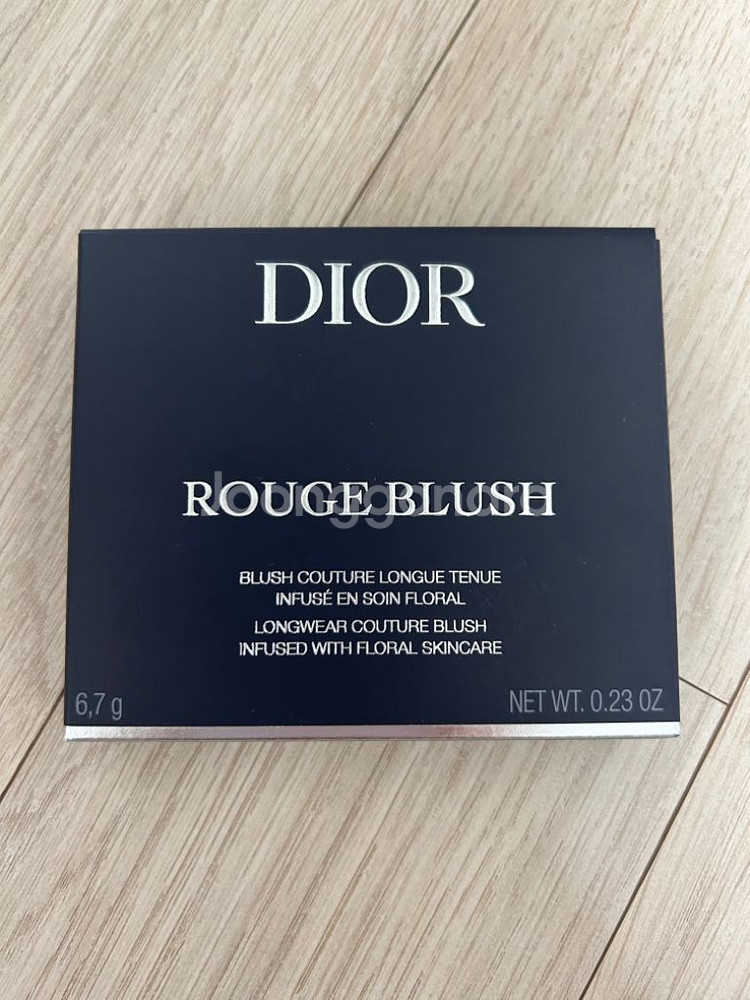 DIOR
ROUGE BLUSH
Joonggonara
BLUSH COUTURE LONGUE TENUE
INFUSÉ EN SOIN FLORAL
LONGWEAR COUTURE BLUSH
INFUSED WITH FLORAL SKINCARE
6,7 g
NET WT. 0.23 OZ